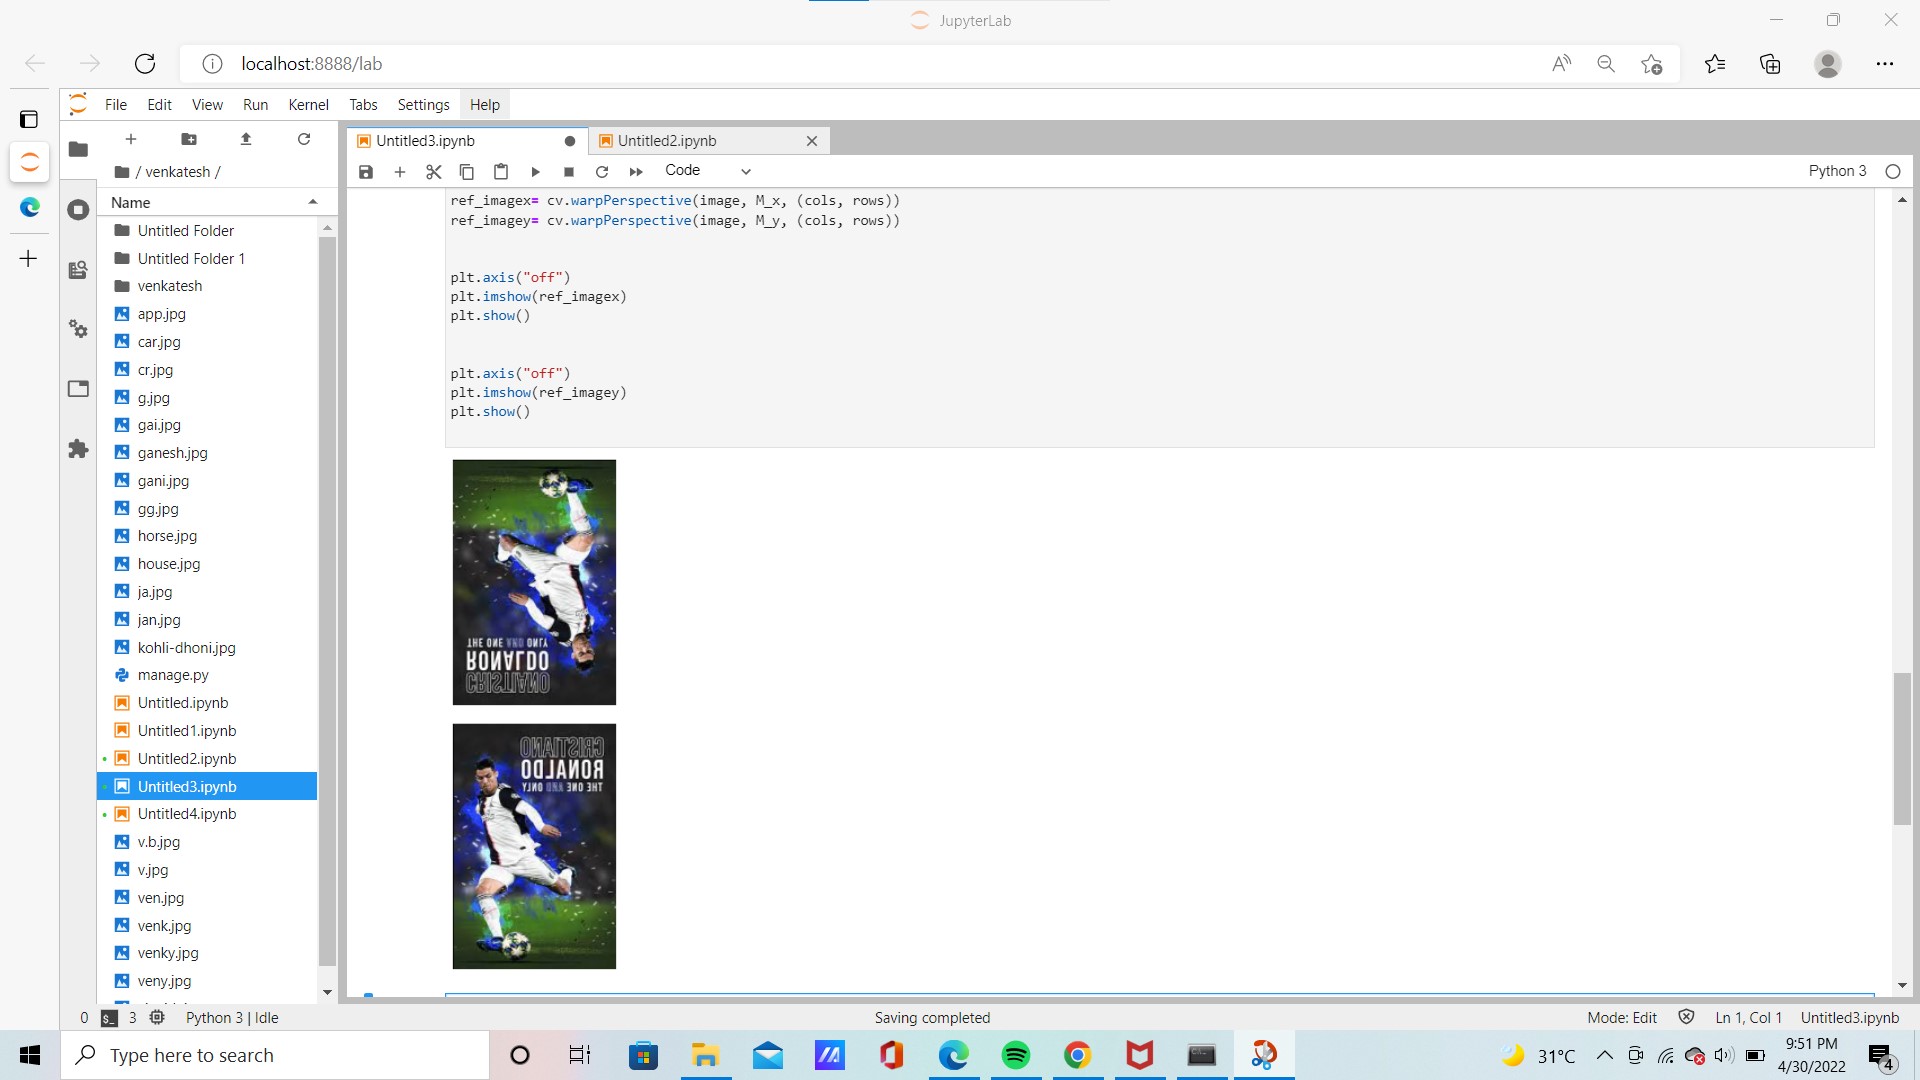 JupyterLab
localhost:8888/lab
File Edit View Run Kernel Tabs Settings Help
Untitled3.ipynb
Untitled2.ipynb
/ venkatesh /
Code
Python 3
Name
Untitled Folder
Untitled Folder 1
venkatesh
app.jpg
car.jpg
cr.jpg
g.jpg
gai.jpg
ganesh.jpg
gani.jpg
gg.jpg
horse.jpg
house.jpg
ja.jpg
jan.jpg
kohli-dhoni.jpg
manage.py
Untitled.ipynb
Untitled1.ipynb
Untitled2.ipynb
Untitled3.ipynb
Untitled4.ipynb
v.b.jpg
v.jpg
ven.jpg
venk.jpg
venky.jpg
veny.jpg
ref_imagex= cv.warpPerspective(image, M_x, (cols, rows))
ref_imagey= cv.warpPerspective(image, M_y, (cols, rows))
plt.axis("off")
plt.imshow(ref_imagex)
plt.show()
plt.axis("off")
plt.imshow(ref_imagey)
plt.show()
THE ONE AND ONLY
RONALDO
CRISTIANO
CRISTIANO
RONALDO
THE ONE AND ONLY
0 3 Python 3 | Idle
Saving completed
Mode: Edit Ln 1, Col 1 Untitled3.ipynb
Type here to search
31°C
9:51 PM
4/30/2022
4